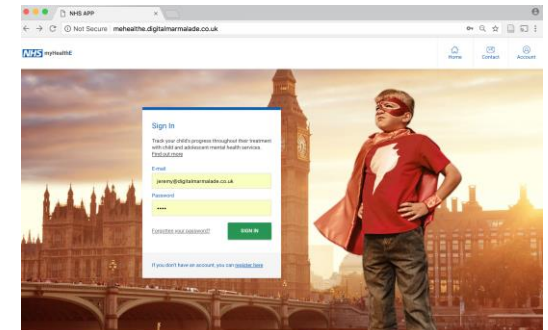 NHS APP
Not Secure mehealthe.digitalmarmalade.co.uk
NHS myHealthE
Home Contact Account
Sign In
Track your child's progress throughout their treatment
with child and adolescent mental health services.
Find out more
E-mail
jeremy@digitalmarmalade.co.uk
Password
Forgotten your password?
SIGN IN
If you don't have an account, you can register here